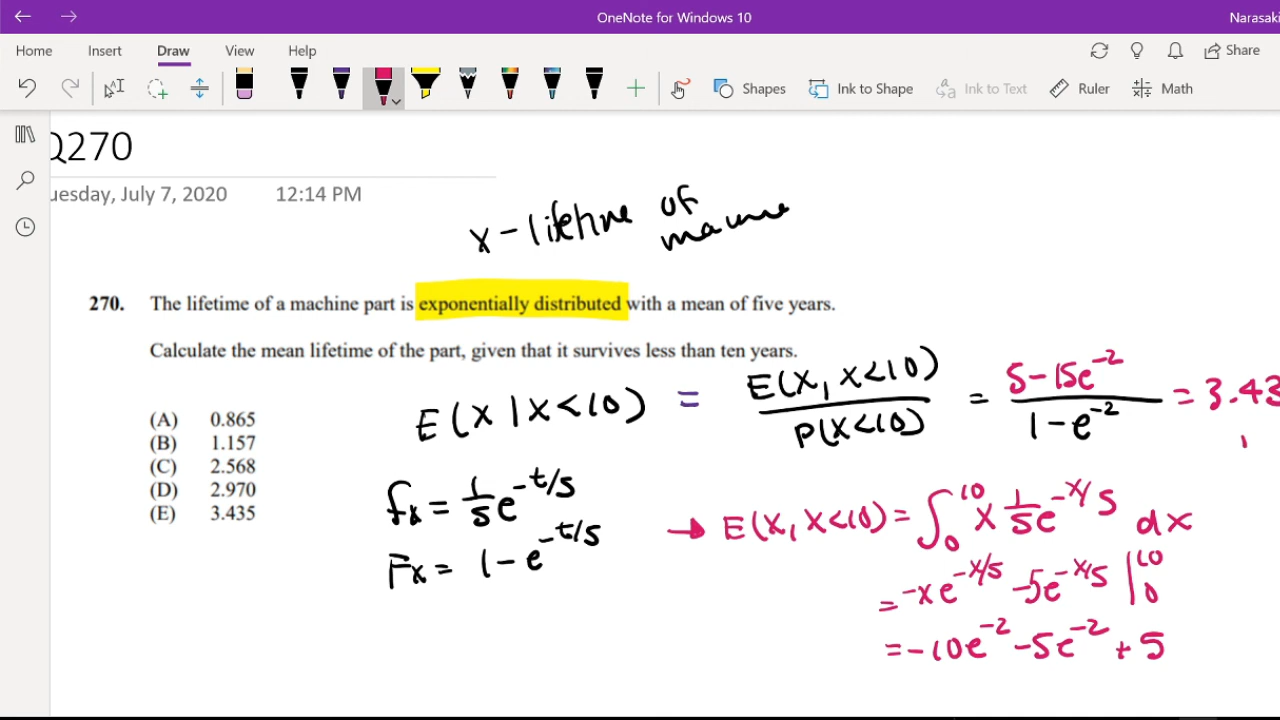 OneNote for Windows 10
Narasaki
Home Insert Draw View Help
Share
Shapes Ink to Shape Ink to Text Ruler Math
Q270
uesday, July 7, 2020 12:14 PM
x - lifetime of
machine
270. The lifetime of a machine part is exponentially distributed with a mean of five years.
Calculate the mean lifetime of the part, given that it survives less than ten years.
(A) 0.865
(B) 1.157
(C) 2.568
(D) 2.970
(E) 3.435
E(X | X<10) = E(X, X<10) / P(X<10) = 5-15e^-2 / 1-e^-2 = 3.43
fx = 1/5 e^-t/5
Fx = 1-e^-t/5
→ E(X, X<10) = ∫_0^10 x 1/5 e^-x/5 dx
= -xe^-x/5 -5e^-x/5 |_0^10
= -10e^-2 -5e^-2 + 5